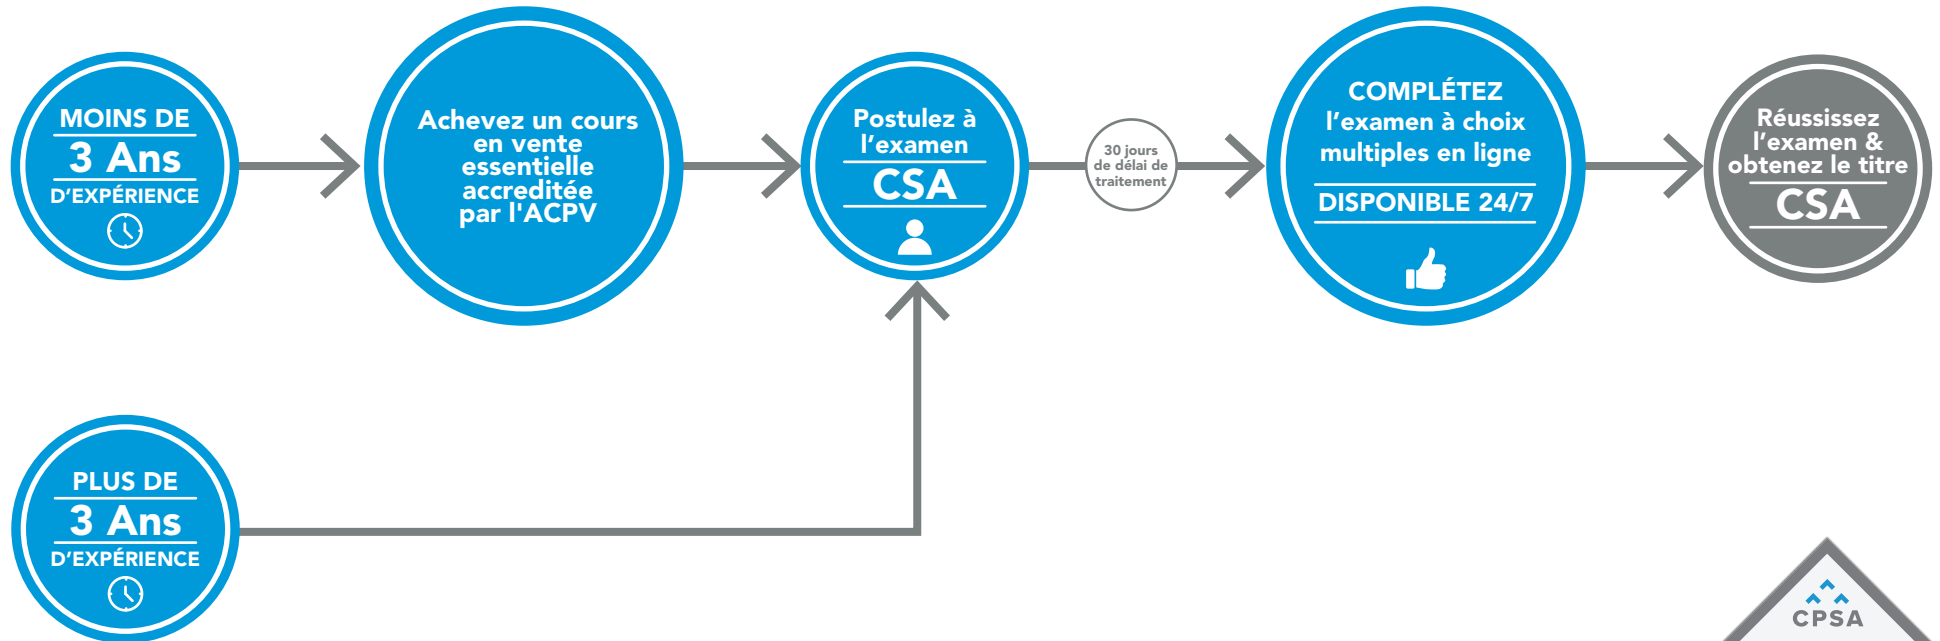 MOINS DE
3 Ans
D'EXPÉRIENCE
Achevez un cours
en vente
essentielle
accreditée
par l'ACPV
Postulez à
l'examen
CSA
30 jours
de délai de
traitement
COMPLÉTEZ
l'examen à choix
multiples en ligne
DISPONIBLE 24/7
Réussissez
l'examen &
obtenez le titre
CSA
PLUS DE
3 Ans
D'EXPÉRIENCE
CPSA